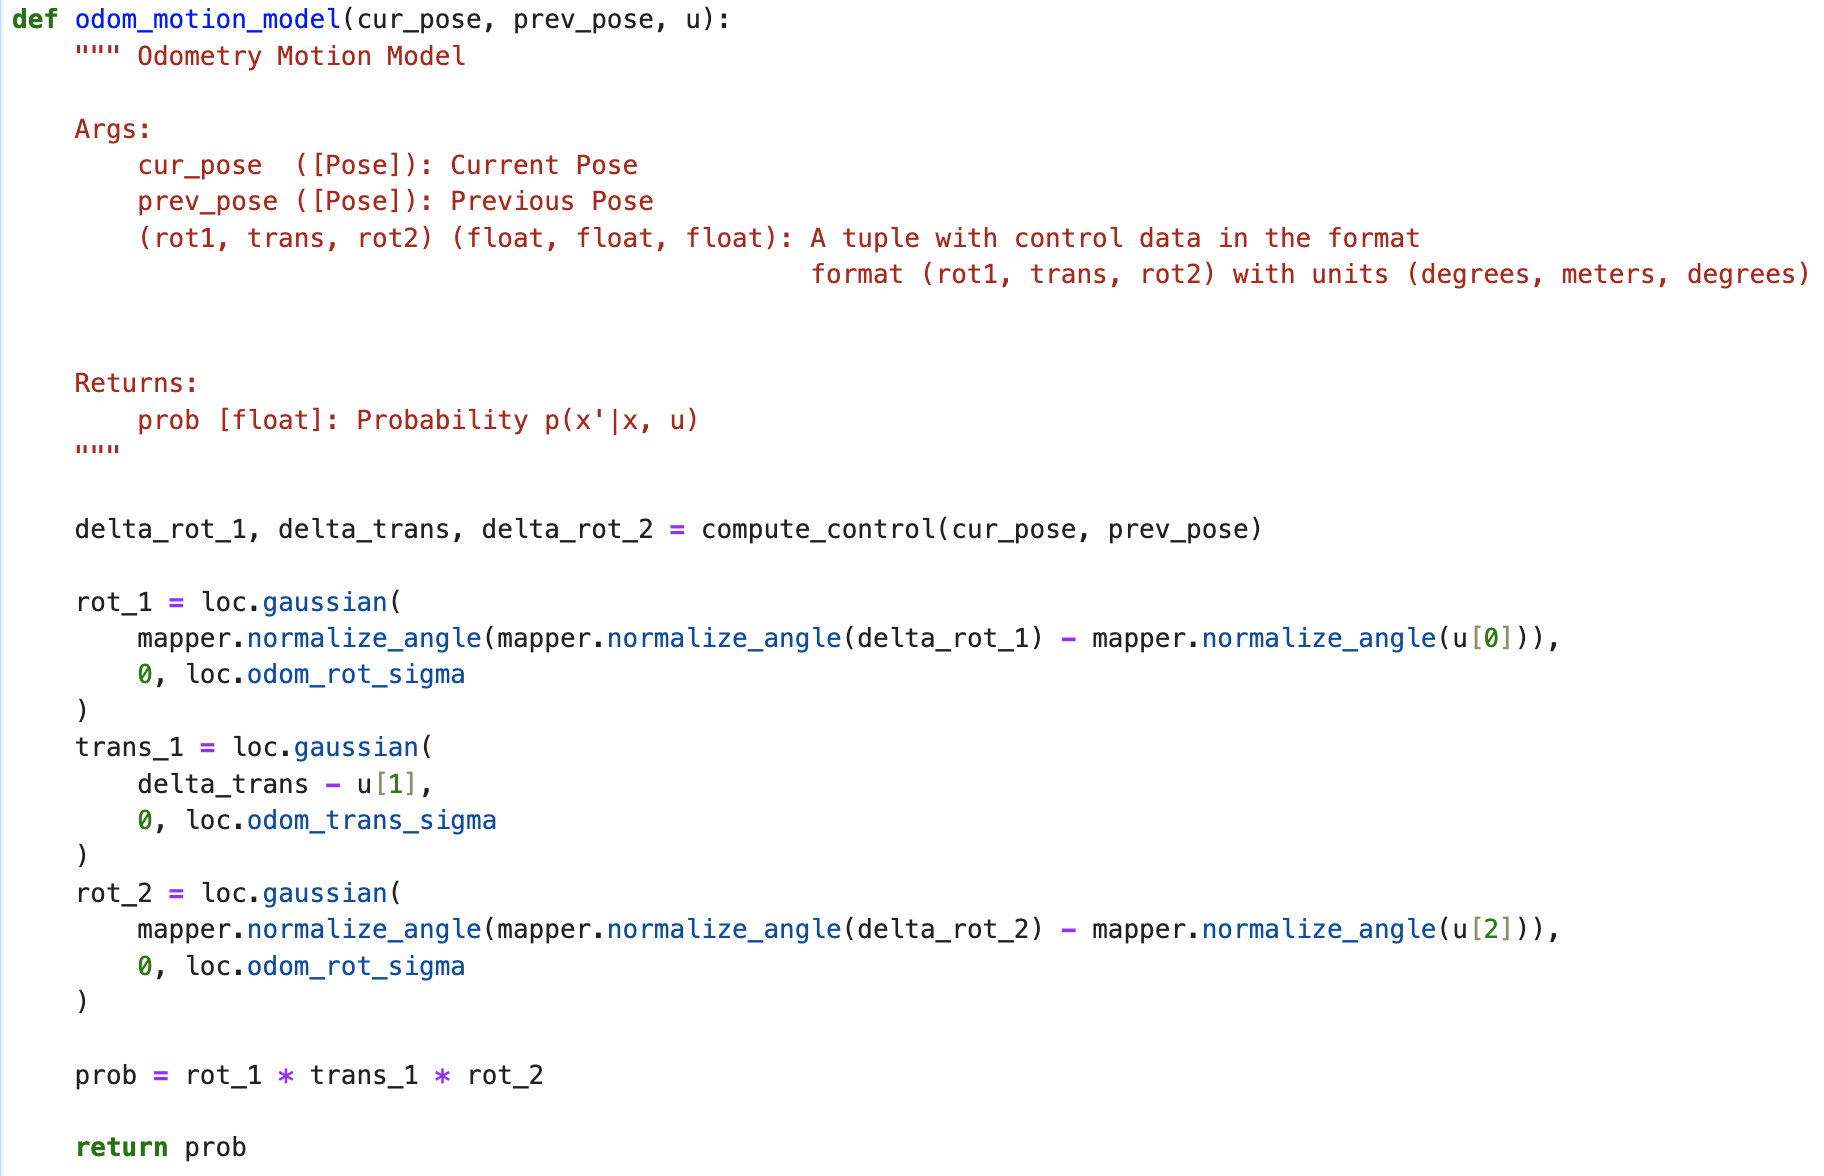 def odom_motion_model(cur_pose, prev_pose, u):
    """ Odometry Motion Model

    Args:
        cur_pose  ([Pose]): Current Pose
        prev_pose ([Pose]): Previous Pose
        (rot1, trans, rot2) (float, float, float): A tuple with control data in the format
                                                   format (rot1, trans, rot2) with units (degrees, meters, degrees)

    Returns:
        prob [float]: Probability p(x'|x, u)
    """

    delta_rot_1, delta_trans, delta_rot_2 = compute_control(cur_pose, prev_pose)

    rot_1 = loc.gaussian(
        mapper.normalize_angle(mapper.normalize_angle(delta_rot_1) - mapper.normalize_angle(u[0])),
        0, loc.odom_rot_sigma
    )
    trans_1 = loc.gaussian(
        delta_trans - u[1],
        0, loc.odom_trans_sigma
    )
    rot_2 = loc.gaussian(
        mapper.normalize_angle(mapper.normalize_angle(delta_rot_2) - mapper.normalize_angle(u[2])),
        0, loc.odom_rot_sigma
    )

    prob = rot_1 * trans_1 * rot_2

    return prob